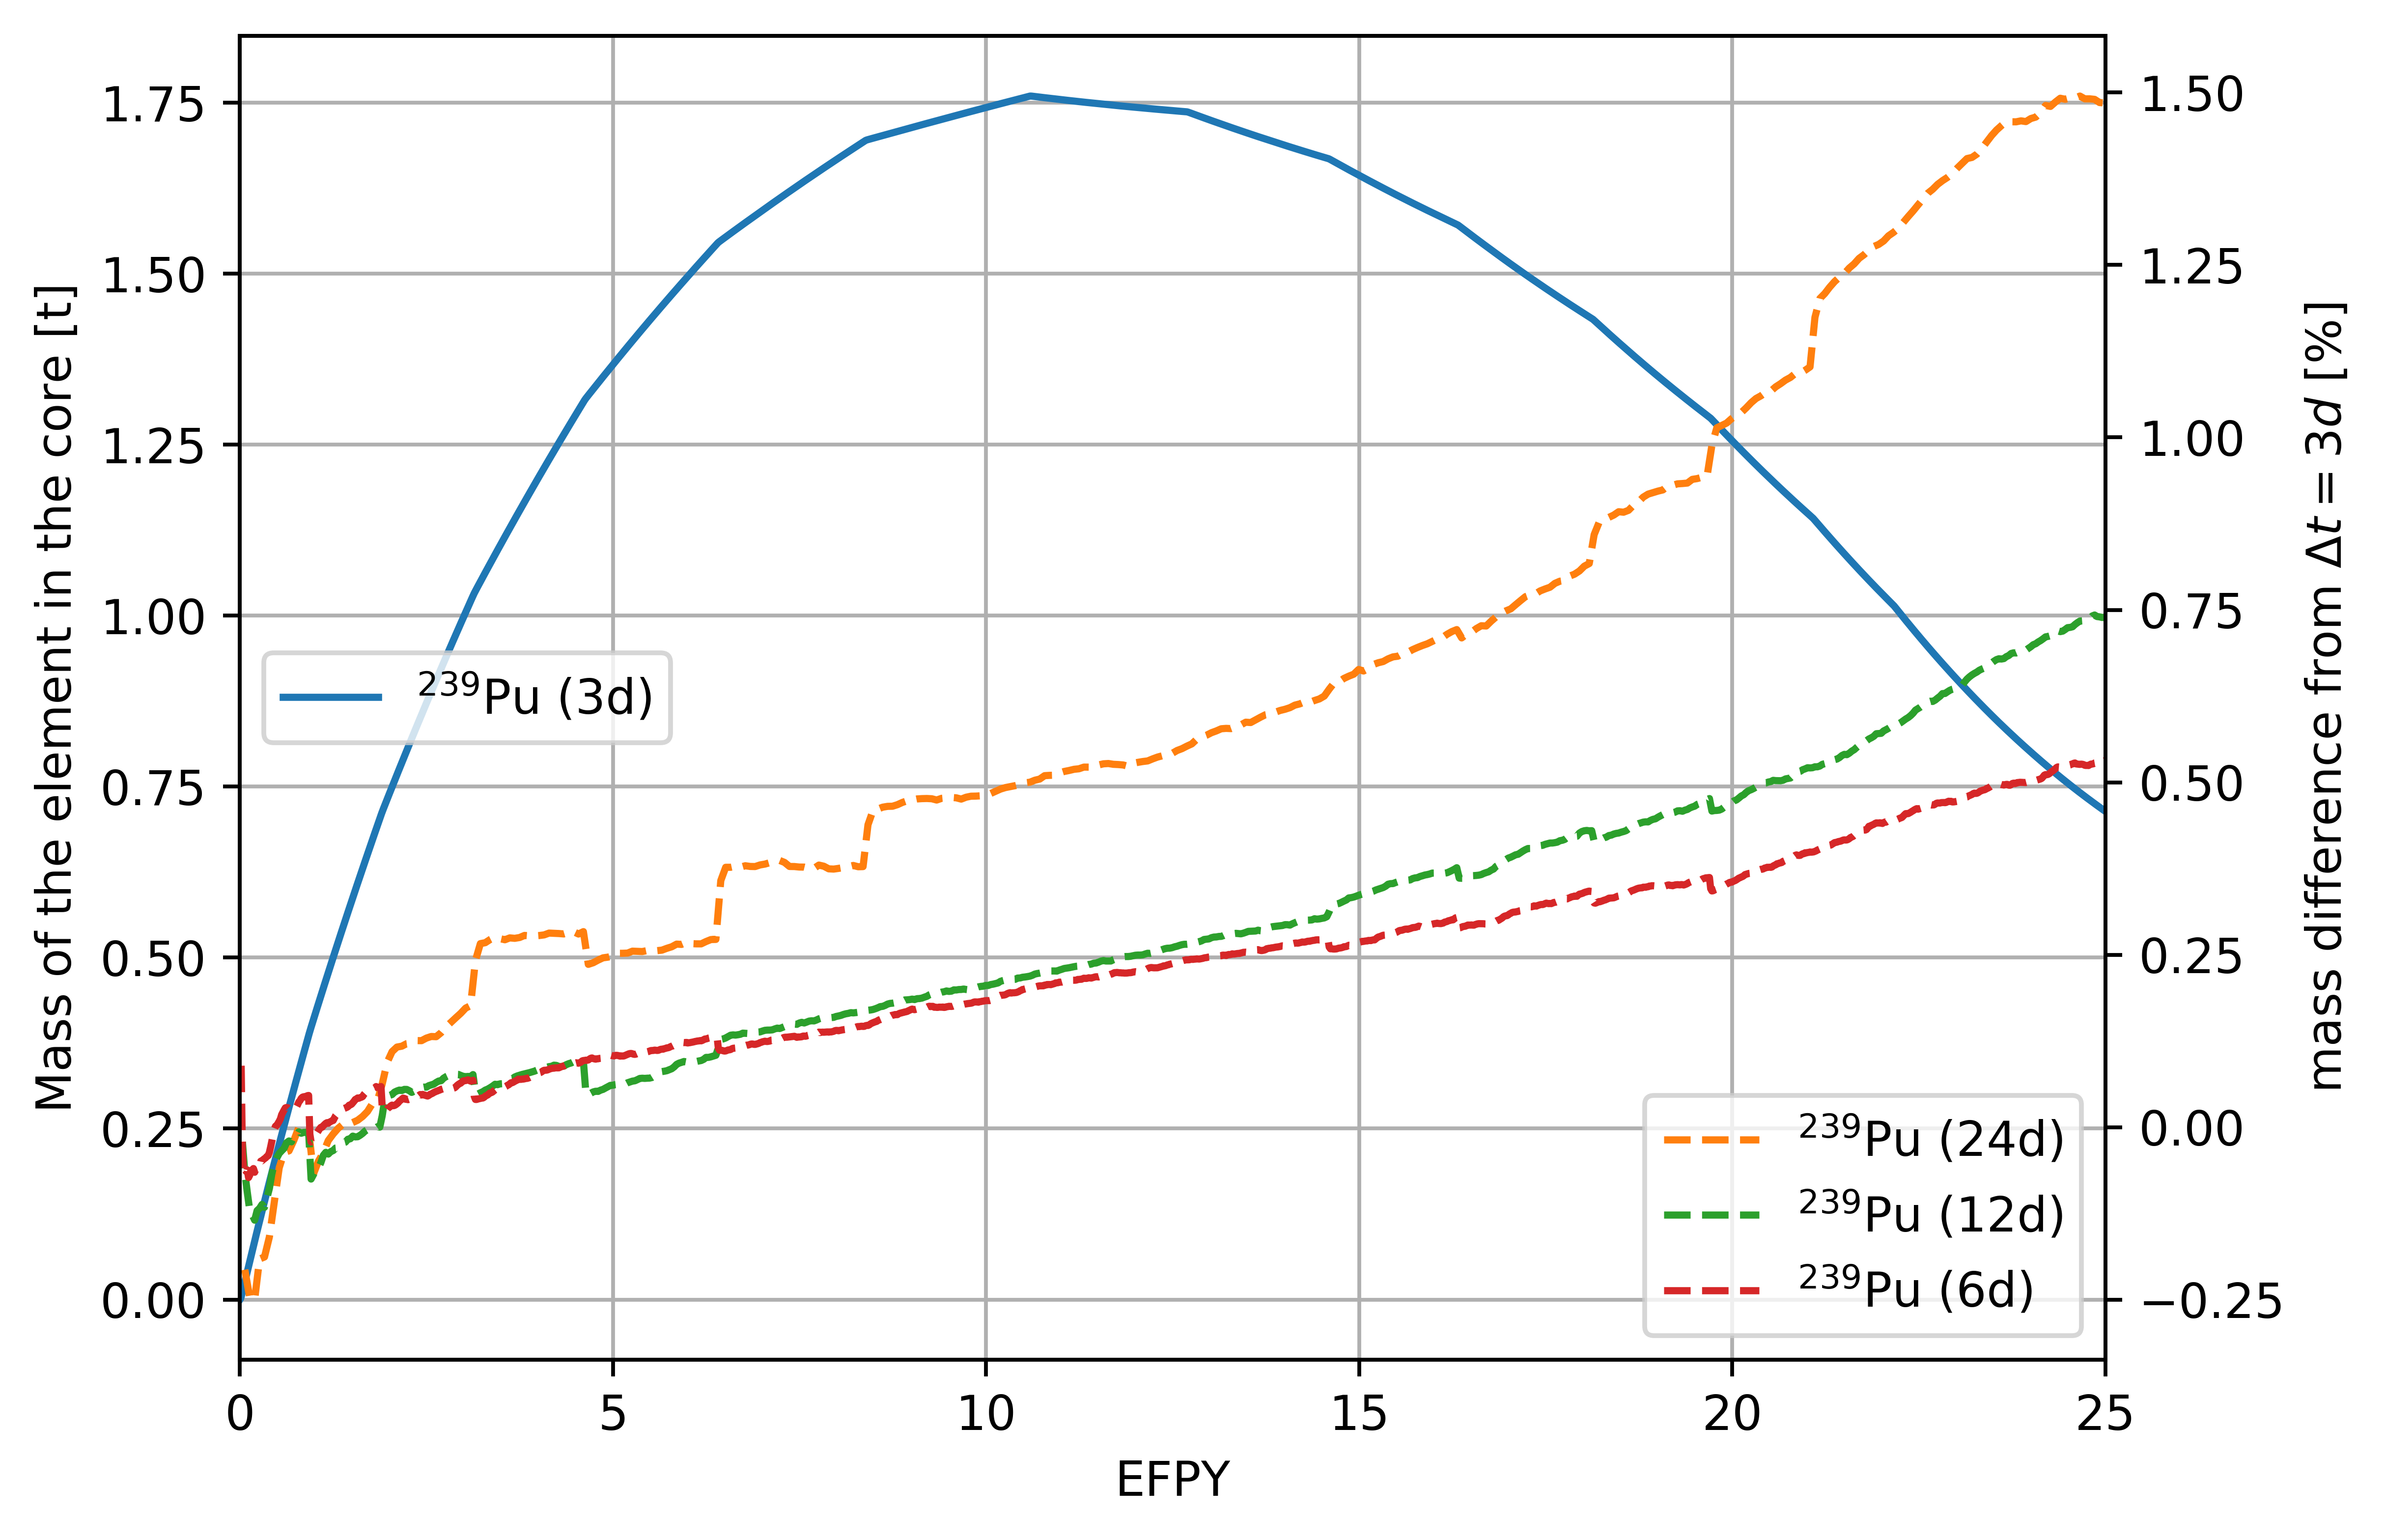 Mass of the element in the core [t]
1.75
1.50
1.25
1.00
0.75
0.50
0.25
0.00
²³⁹Pu (3d)
²³⁹Pu (24d)
²³⁹Pu (12d)
²³⁹Pu (6d)
1.50
1.25
1.00
0.75
0.50
0.25
0.00
−0.25
mass difference from Δt = 3d [%]
0 5 10 15 20 25
EFPY